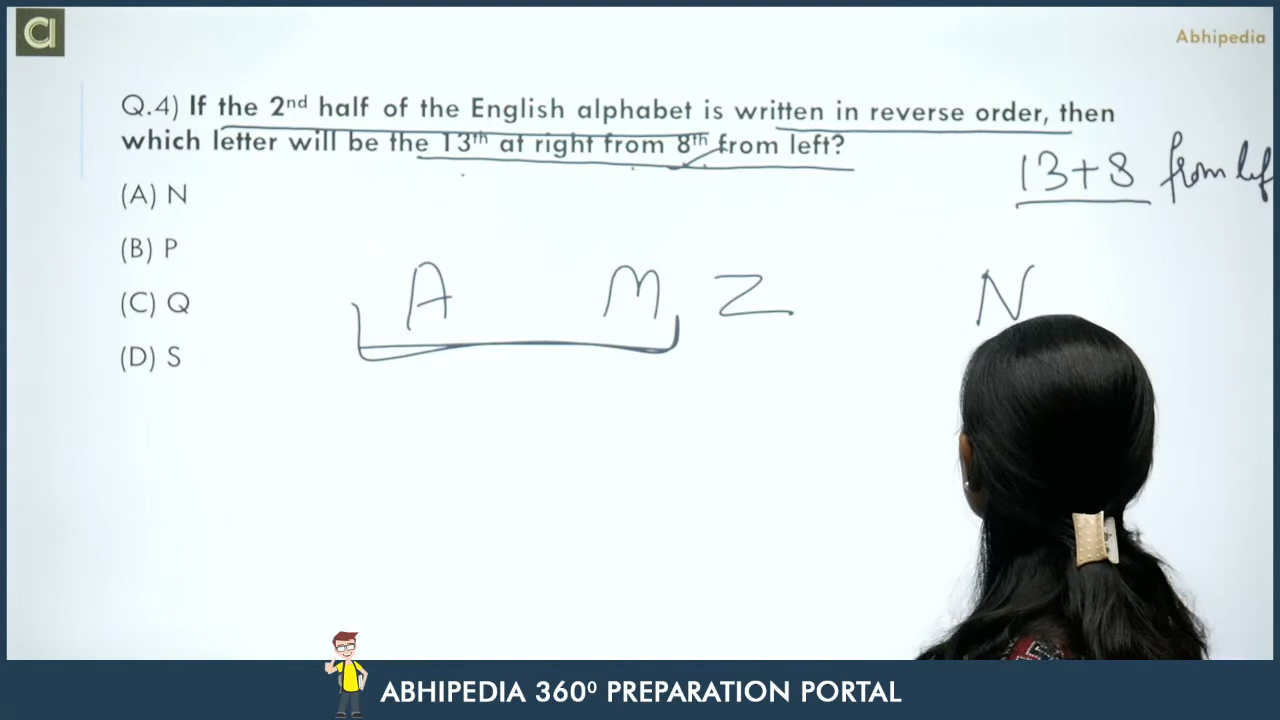 Abhipedia
Q.4) If the 2nd half of the English alphabet is written in reverse order, then
which letter will be the 13th at right from 8th from left?
13+8 from lef
(A) N
(B) P
(C) Q
(D) S
A M Z N
ABHIPEDIA 360⁰ PREPARATION PORTAL